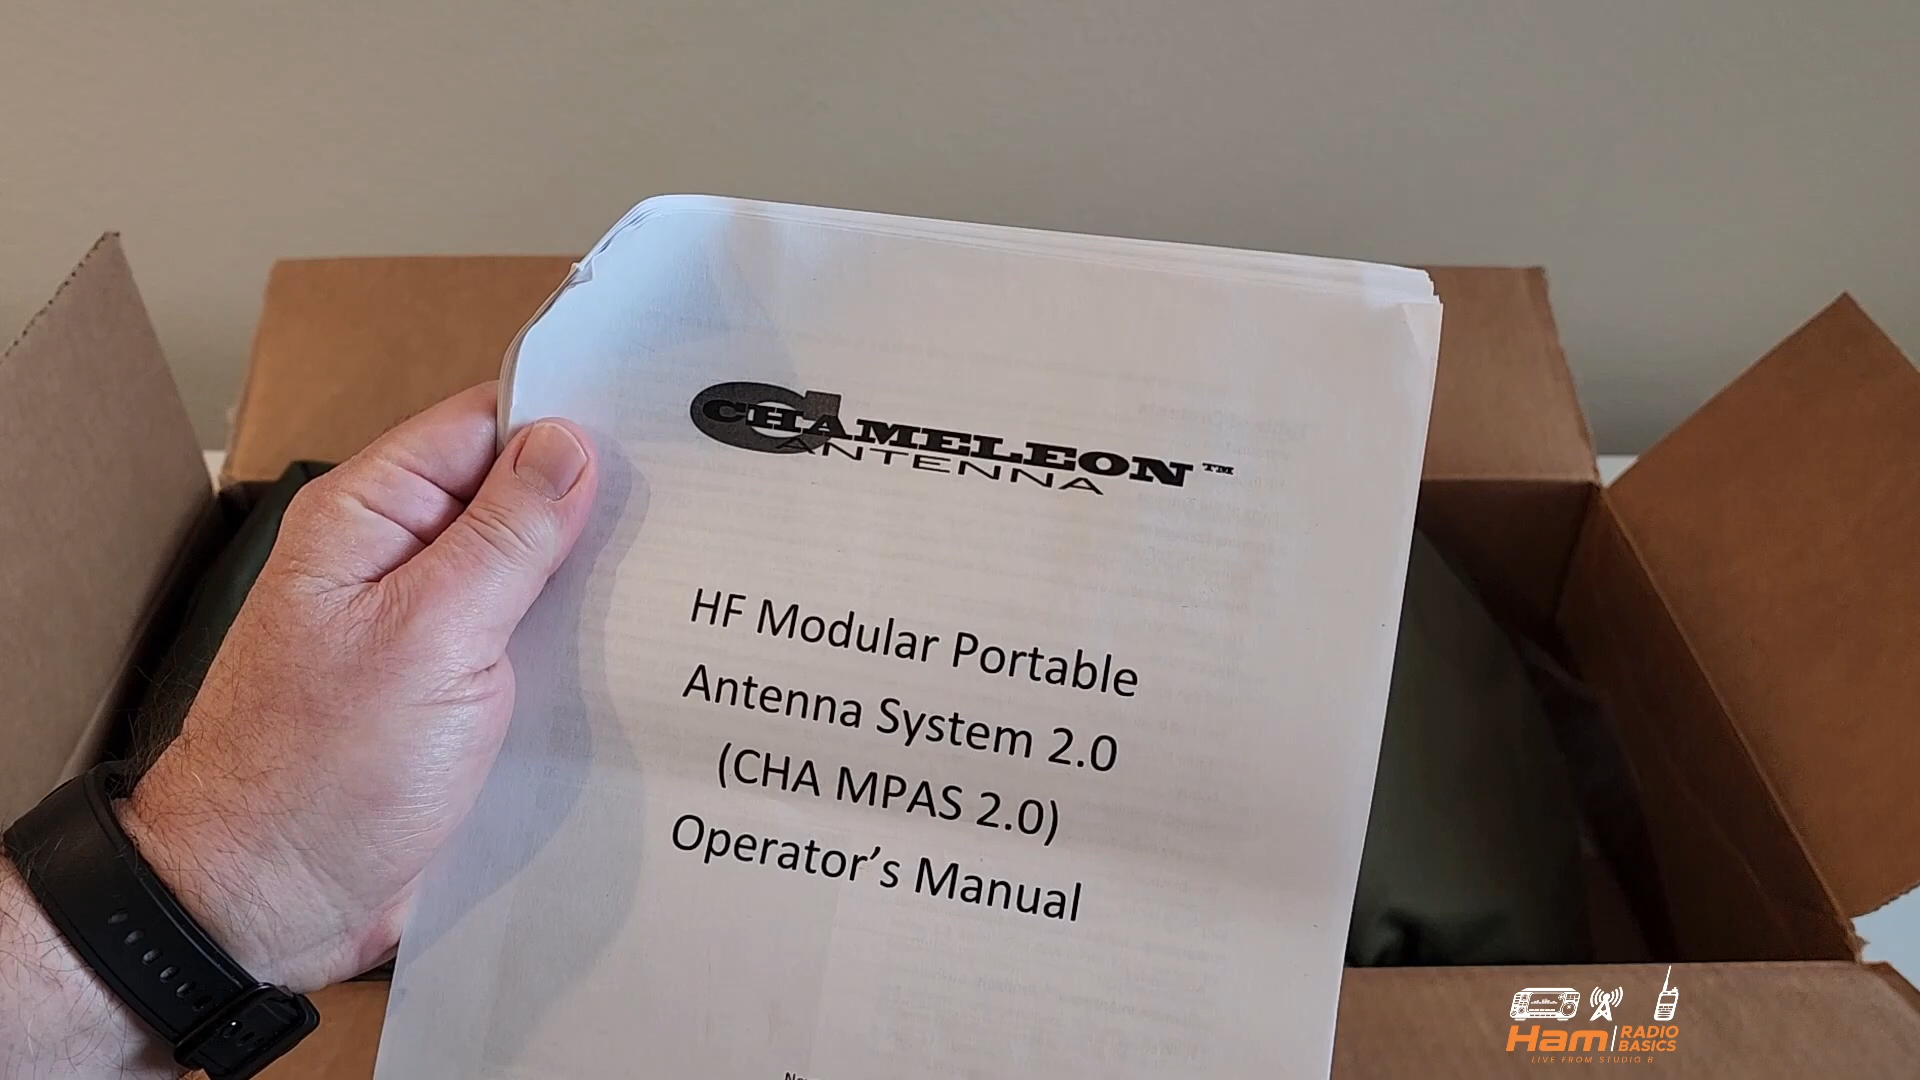 CHAMELEON™
ANTENNA
HF Modular Portable
Antenna System 2.0
(CHA MPAS 2.0)
Operator’s Manual
Ham RADIO
BASICS
LIVE FROM STUDIO B